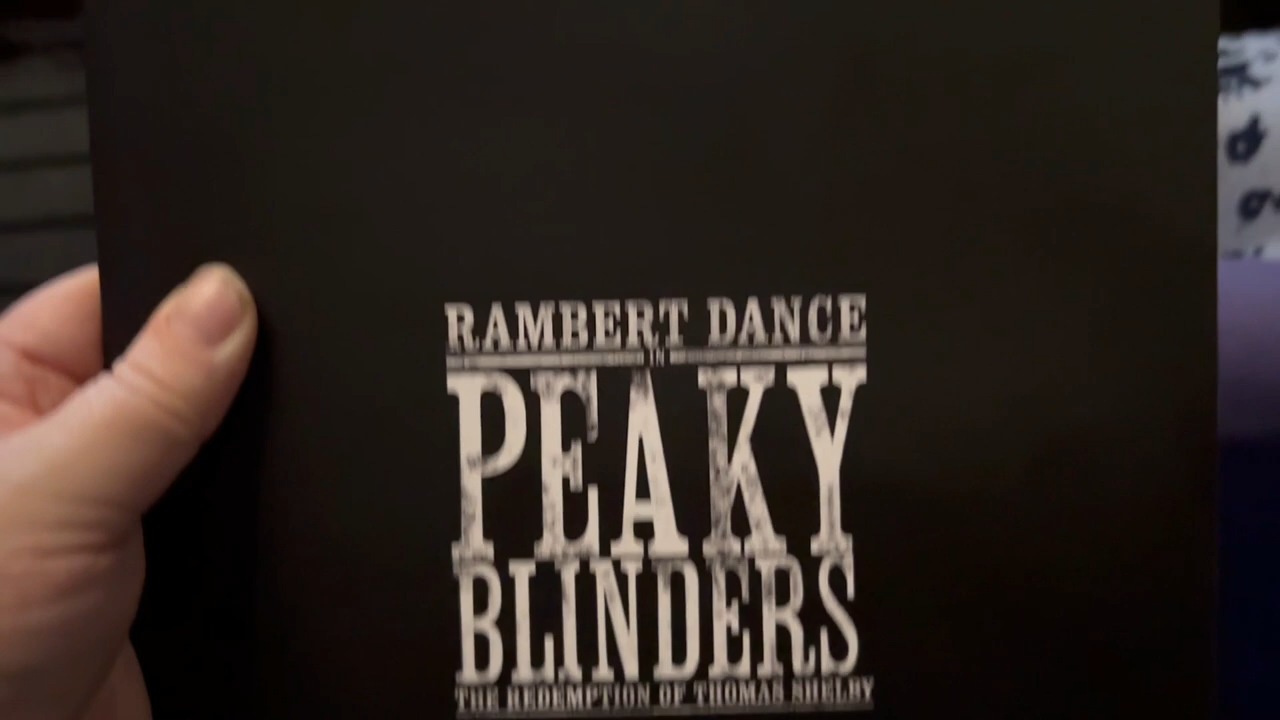 RAMBERT DANCE
IN
PEAKY
BLINDERS
THE REDEMPTION OF THOMAS SHELBY